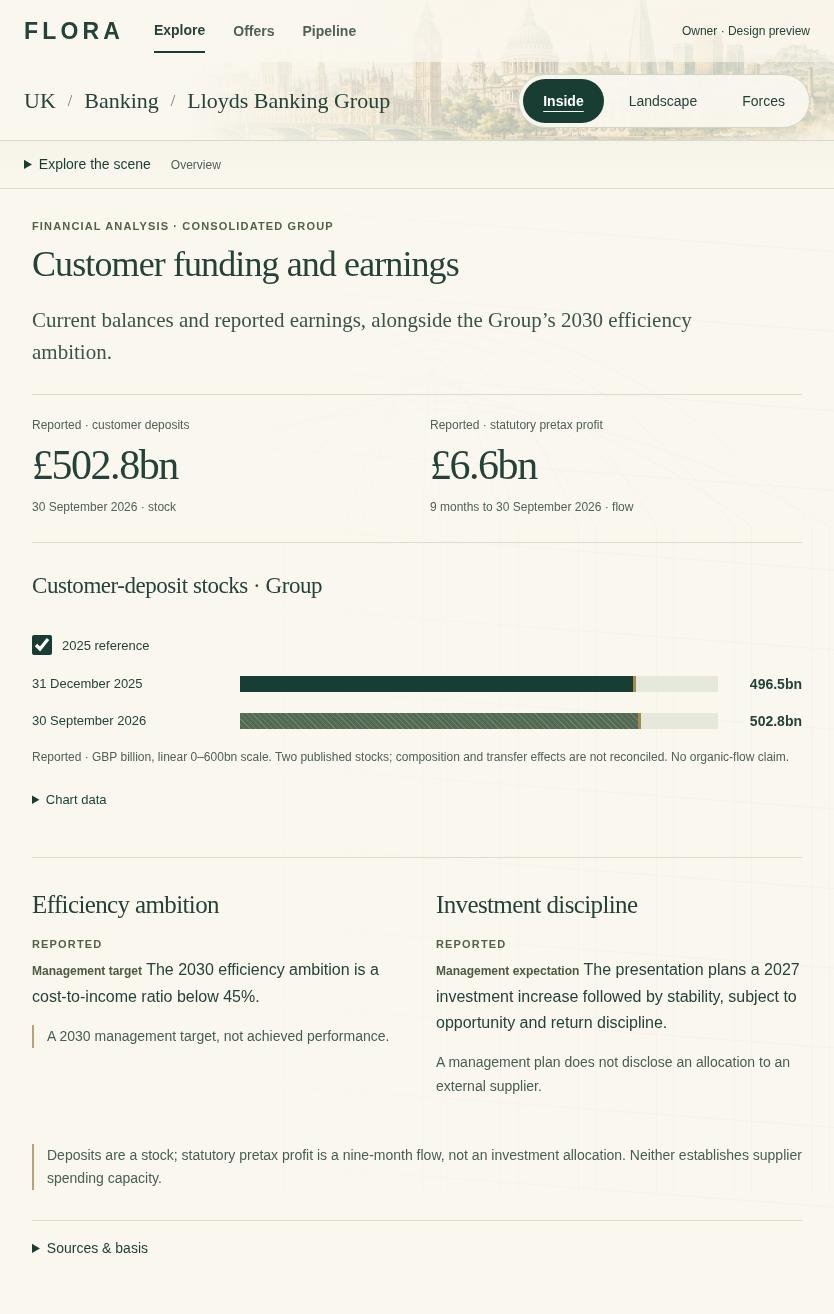 FLORA Explore Offers Pipeline Owner · Design preview
UK / Banking / Lloyds Banking Group Inside Landscape Forces
Explore the scene Overview
FINANCIAL ANALYSIS · CONSOLIDATED GROUP
Customer funding and earnings
Current balances and reported earnings, alongside the Group’s 2030 efficiency
ambition.
Reported · customer deposits
£502.8bn
30 September 2026 · stock
Reported · statutory pretax profit
£6.6bn
9 months to 30 September 2026 · flow
Customer-deposit stocks · Group
2025 reference
31 December 2025 496.5bn
30 September 2026 502.8bn
Reported · GBP billion, linear 0–600bn scale. Two published stocks; composition and transfer effects are not reconciled. No organic-flow claim.
Chart data
Efficiency ambition
REPORTED
Management target The 2030 efficiency ambition is a
cost-to-income ratio below 45%.
A 2030 management target, not achieved performance.
Investment discipline
REPORTED
Management expectation The presentation plans a 2027
investment increase followed by stability, subject to
opportunity and return discipline.
A management plan does not disclose an allocation to an
external supplier.
Deposits are a stock; statutory pretax profit is a nine-month flow, not an investment allocation. Neither establishes supplier
spending capacity.
Sources & basis